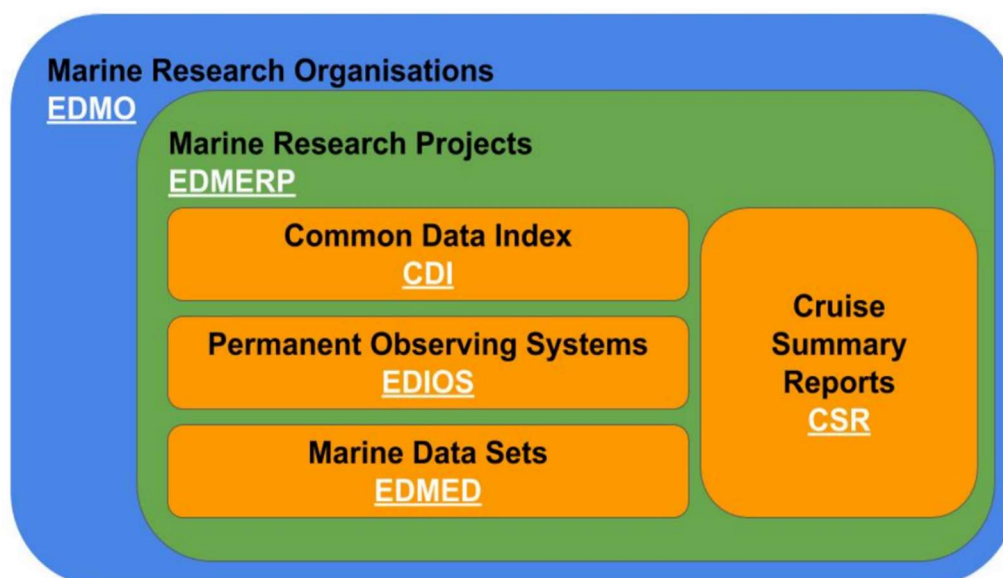 Marine Research Organisations
EDMO
Marine Research Projects
EDMERP
Common Data Index
CDI
Permanent Observing Systems
EDIOS
Marine Data Sets
EDMED
Cruise
Summary
Reports
CSR